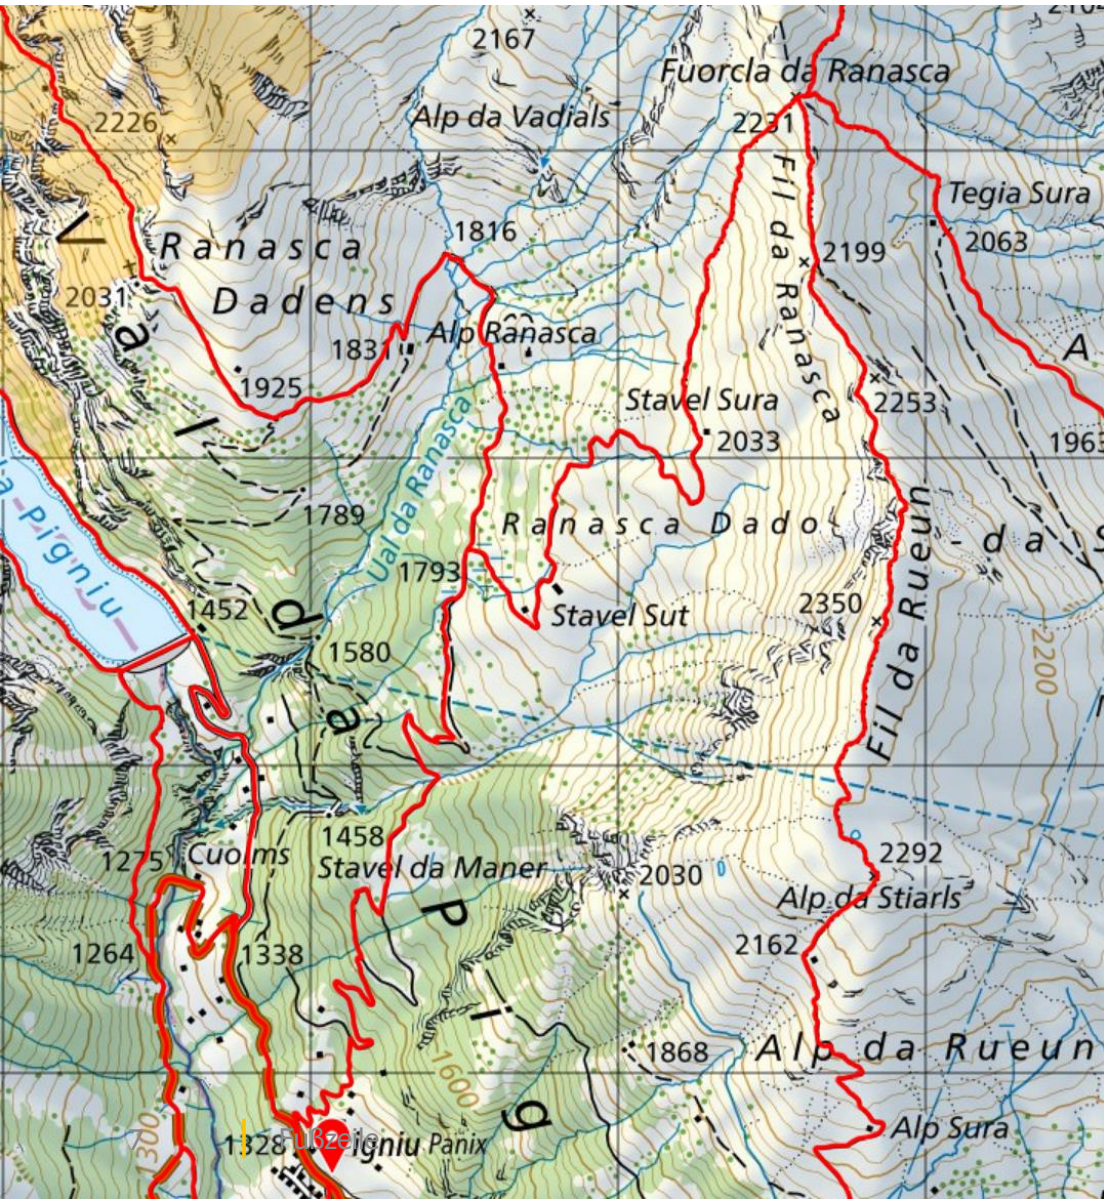 2167
Fuorcla da Ranasca
Alp da Vadials
2226
2231
Tegia Sura
1816
Ranasca
2199
2063
V a l d a P i g
Fil da Ranasca
2031
Dadens
Alp Ranasca
1831
A
1925
Stavel Sura
2253
2033
1963
Ual da Ranasca
1789
Ranasca Dado
da S
Pigniu
1793
2350
Fil da Rueun
1452
Stavel Sut
1580
2200
1458
1275
Cuolms
Stavel da Maner
2030
2292
Alp da Stiarls
1264
1338
2162
1868
Alp da Rueun
1600
1300
Alp Sura
1328
Fußzeile
igniu Panix